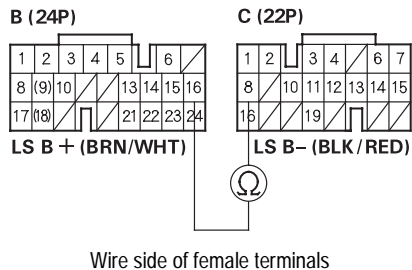 B (24P) C (22P)
1 2 3 4 5 6 1 2 3 4 6 7
8 (9) 10 13 14 15 16 8 10 11 12 13 14 15
17 (18) 21 22 23 24 16 19
LS B + (BRN/WHT) LS B– (BLK/RED)
Ω
Wire side of female terminals